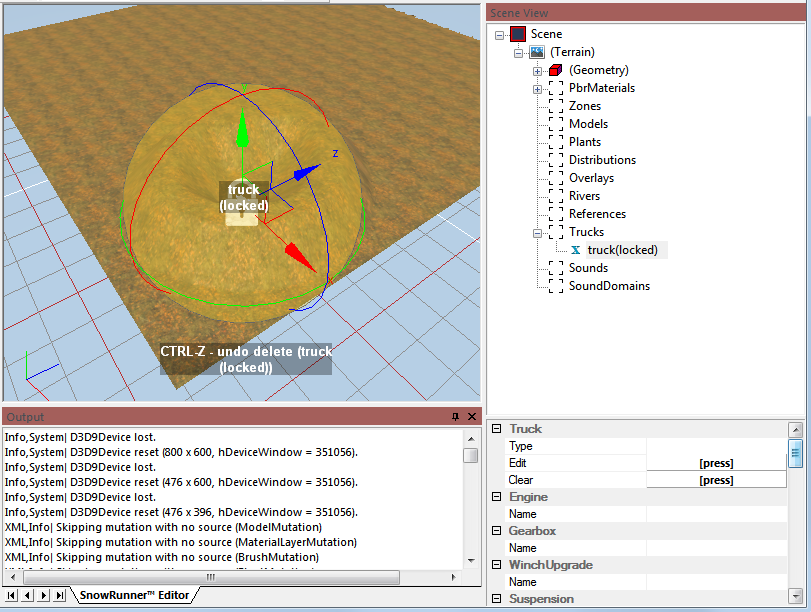 Scene View
Scene
(Terrain)
(Geometry)
PbrMaterials
Zones
Models
Plants
Distributions
Overlays
Rivers
References
Trucks
truck(locked)
Sounds
SoundDomains
z
truck
(locked)
CTRL-Z - undo delete (truck
(locked))
Output
Info,System| D3D9Device lost.
Info,System| D3D9Device reset (800 x 600, hDeviceWindow = 351056).
Info,System| D3D9Device lost.
Info,System| D3D9Device reset (476 x 600, hDeviceWindow = 351056).
Info,System| D3D9Device lost.
Info,System| D3D9Device reset (476 x 396, hDeviceWindow = 351056).
XML,Info| Skipping mutation with no source (ModelMutation)
XML,Info| Skipping mutation with no source (MaterialLayerMutation)
XML,Info| Skipping mutation with no source (BrushMutation)
SnowRunner™ Editor
Truck
Type
Edit [press]
Clear [press]
Engine
Name
Gearbox
Name
WinchUpgrade
Name
Suspension